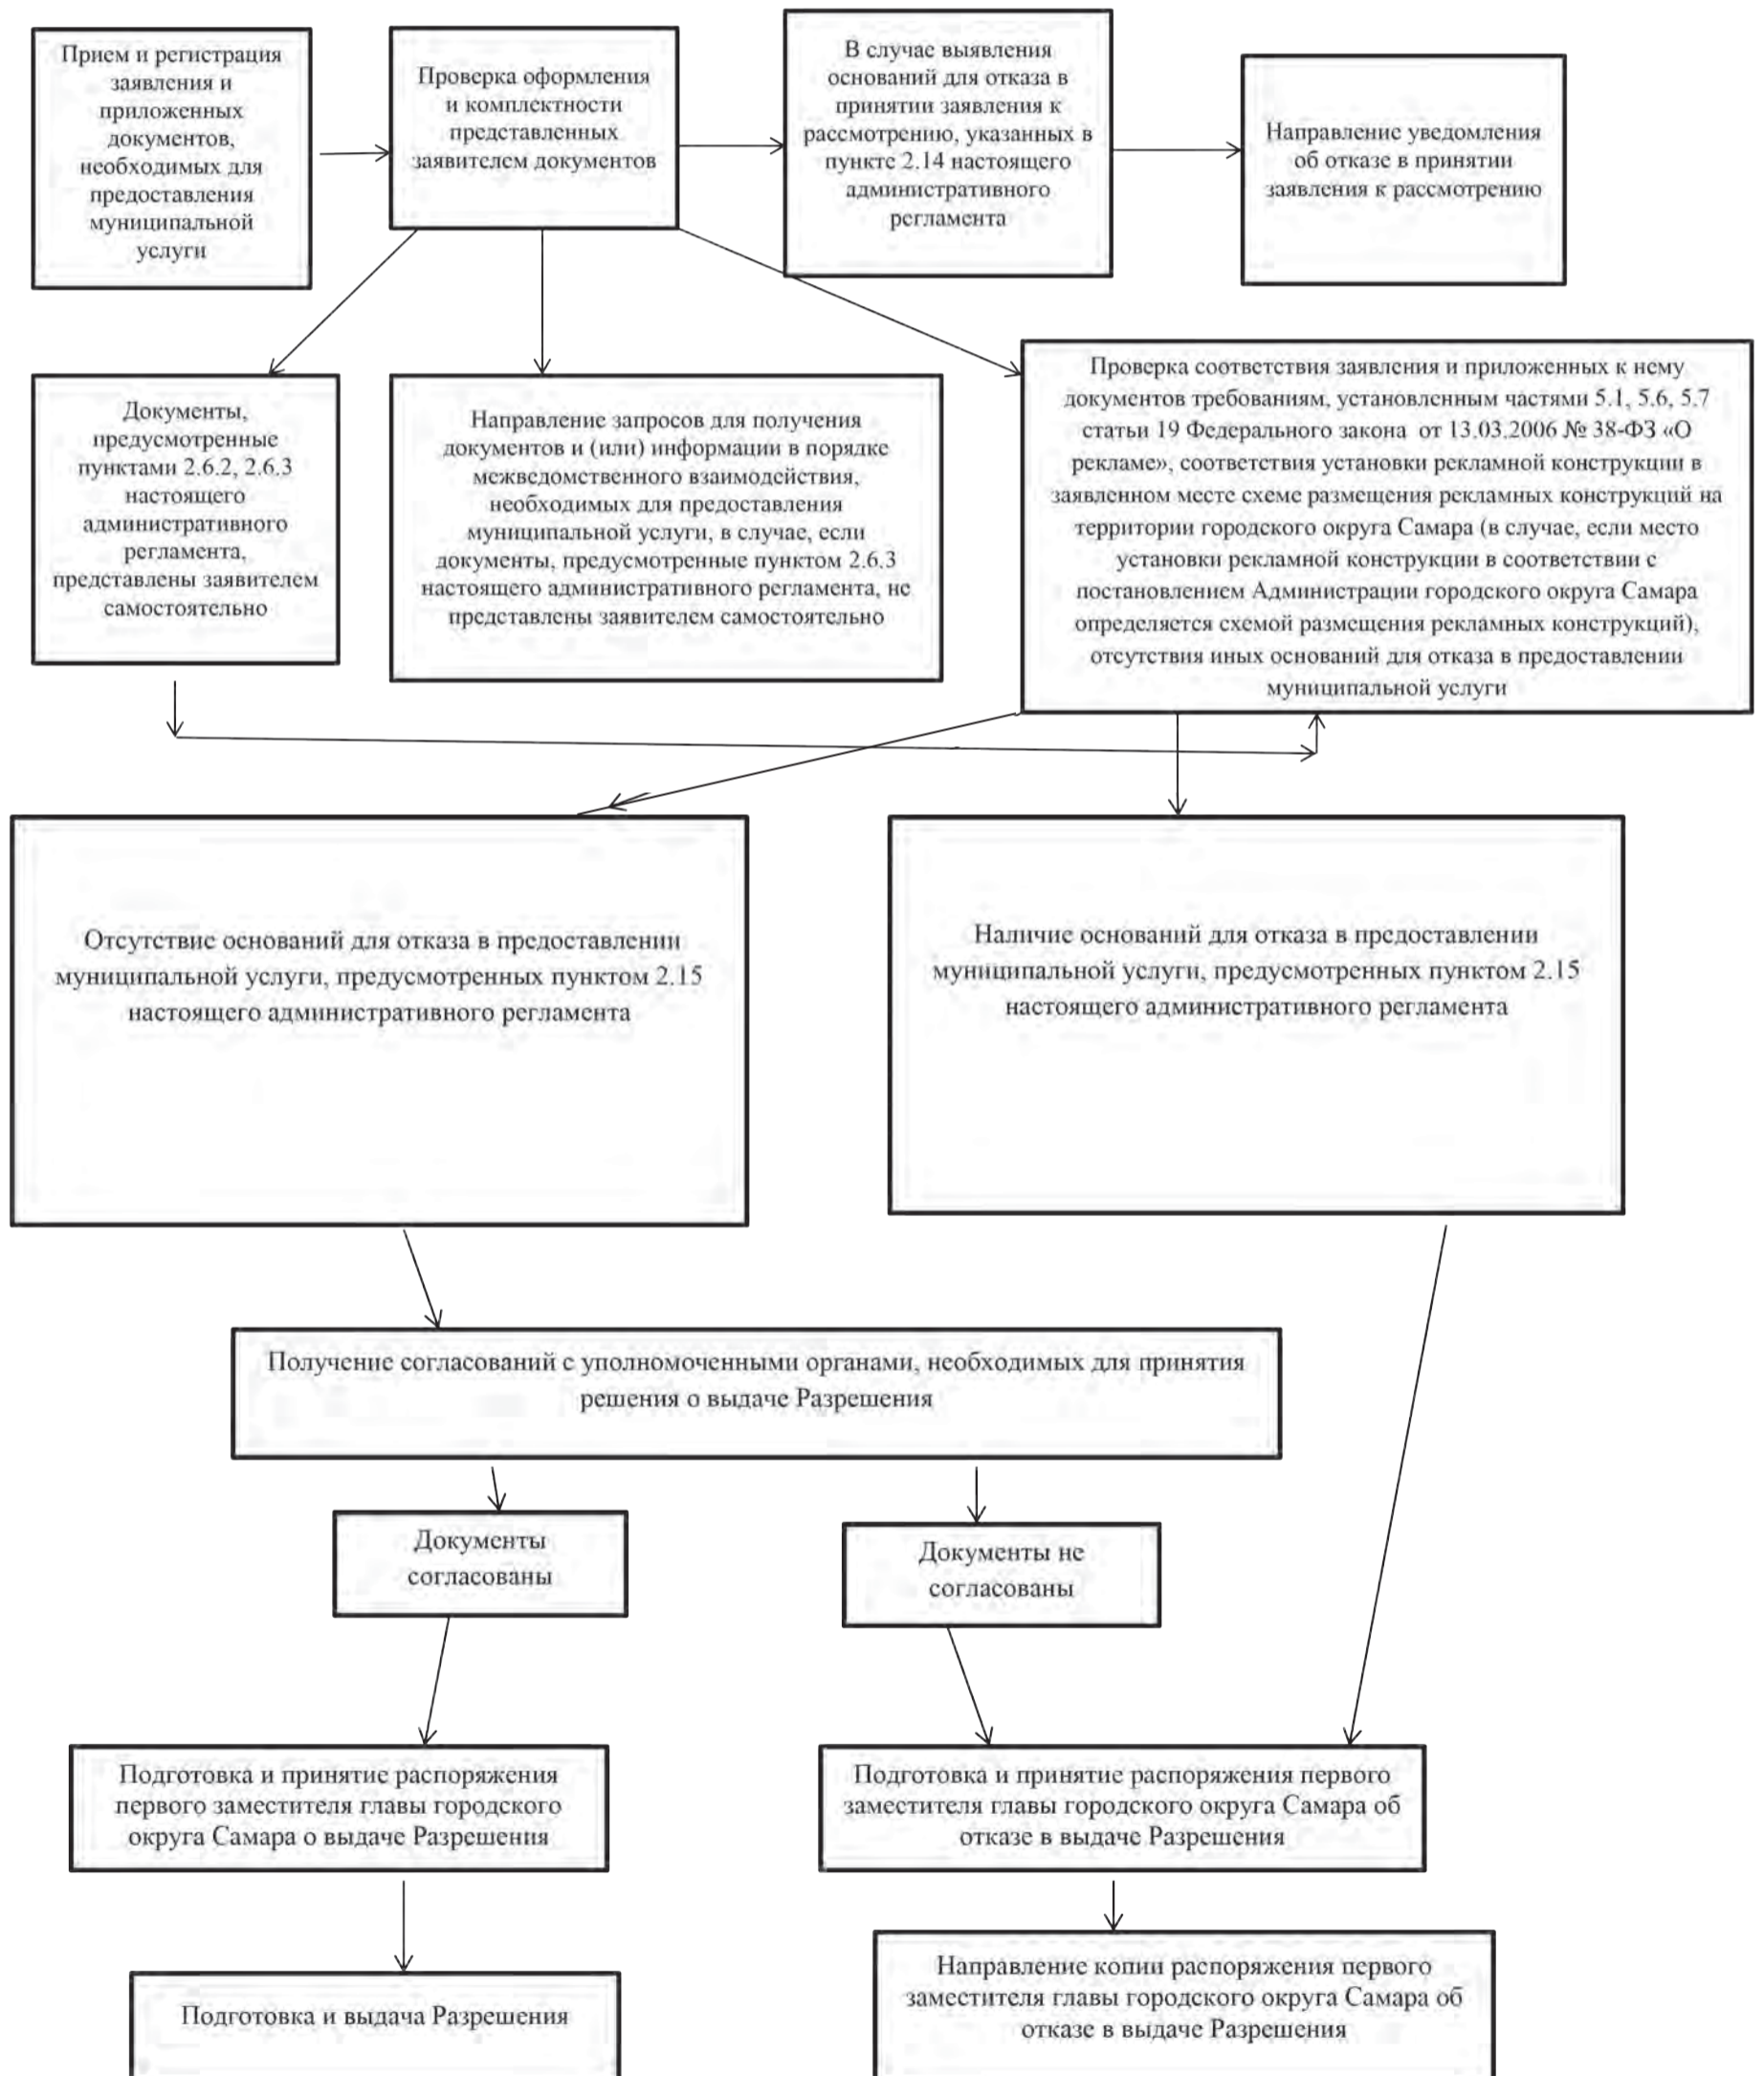 Прием и регистрация
заявления и
приложенных
документов,
необходимых для
предоставления
муниципальной
услуги
Проверка оформления
и комплектности
представленных
заявителем документов
В случае выявления
оснований для отказа в
принятии заявления к
рассмотрению, указанных в
пункте 2.14 настоящего
административного
регламента
Направление уведомления
об отказе в принятии
заявления к рассмотрению
Документы,
предусмотренные
пунктами 2.6.2, 2.6.3
настоящего
административного
регламента,
представлены заявителем
самостоятельно
Направление запросов для получения
документов и (или) информации в порядке
межведомственного взаимодействия,
необходимых для предоставления
муниципальной услуги, в случае, если
документы, предусмотренные пунктом 2.6.3
настоящего административного регламента, не
представлены заявителем самостоятельно
Проверка соответствия заявления и приложенных к нему
документов требованиям, установленным частями 5.1, 5.6, 5.7
статьи 19 Федерального закона от 13.03.2006 № 38-ФЗ «О
рекламе», соответствия установки рекламной конструкции в
заявленном месте схеме размещения рекламных конструкций на
территории городского округа Самара (в случае, если место
установки рекламной конструкции в соответствии с
постановлением Администрации городского округа Самара
определяется схемой размещения рекламных конструкций),
отсутствия иных оснований для отказа в предоставлении
муниципальной услуги
Отсутствие оснований для отказа в предоставлении
муниципальной услуги, предусмотренных пунктом 2.15
настоящего административного регламента
Наличие оснований для отказа в предоставлении
муниципальной услуги, предусмотренных пунктом 2.15
настоящего административного регламента
Получение согласований с уполномоченными органами, необходимых для принятия
решения о выдаче Разрешения
Документы
согласованы
Документы не
согласованы
Подготовка и принятие распоряжения
первого заместителя главы городского
округа Самара о выдаче Разрешения
Подготовка и принятие распоряжения первого
заместителя главы городского округа Самара об
отказе в выдаче Разрешения
Подготовка и выдача Разрешения
Направление копии распоряжения первого
заместителя главы городского округа Самара об
отказе в выдаче Разрешения